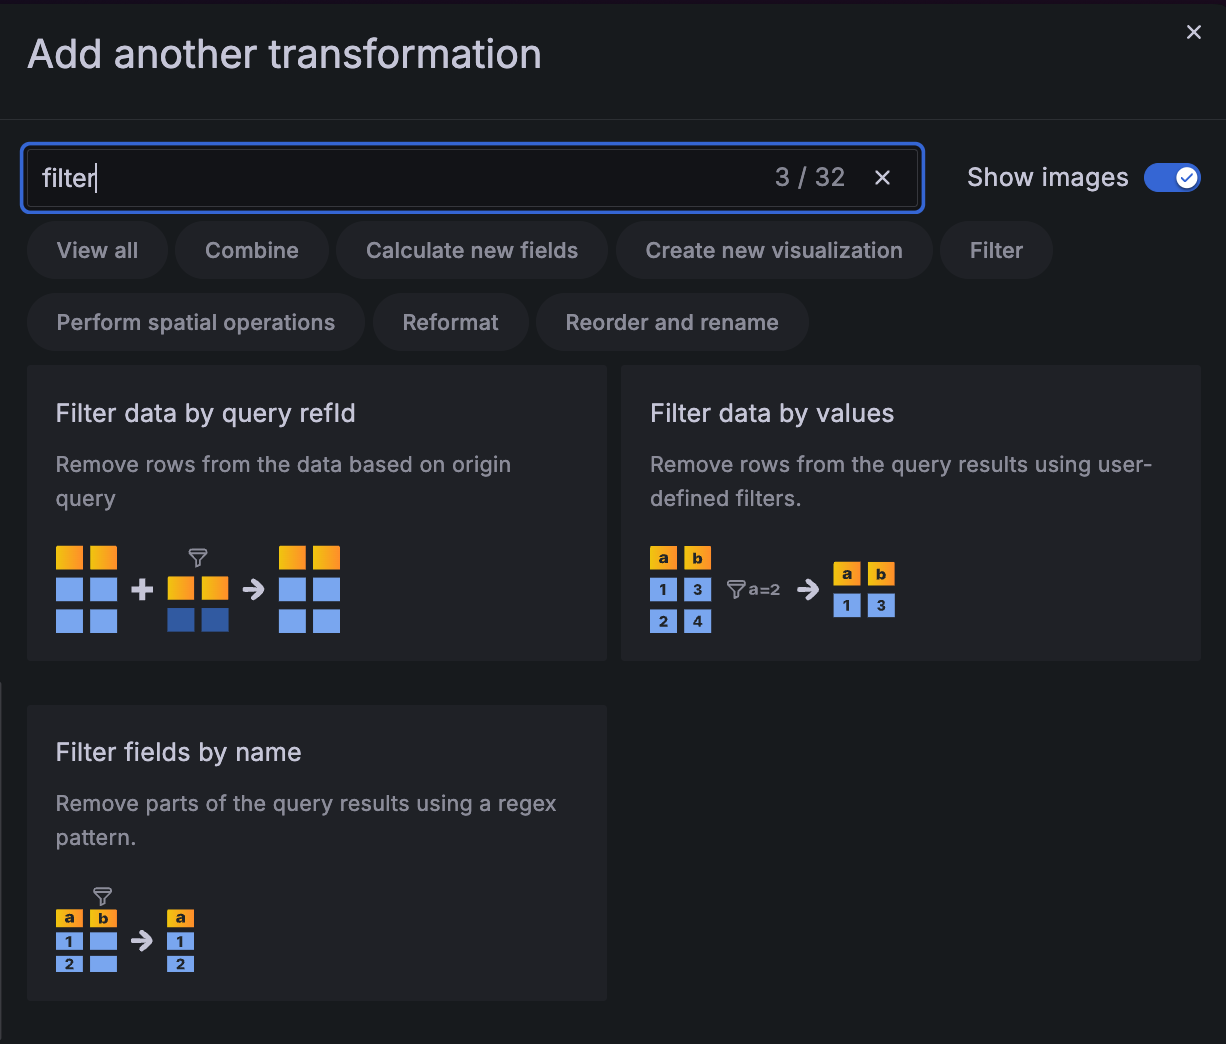 Add another transformation
filter 3 / 32
Show images
View all
Combine
Calculate new fields
Create new visualization
Filter
Perform spatial operations
Reformat
Reorder and rename
Filter data by query refId
Remove rows from the data based on origin
query
Filter data by values
Remove rows from the query results using user-
defined filters.
a b
1 3
2 4
a=2
a b
1 3
Filter fields by name
Remove parts of the query results using a regex
pattern.
a b
1
2
a
1
2